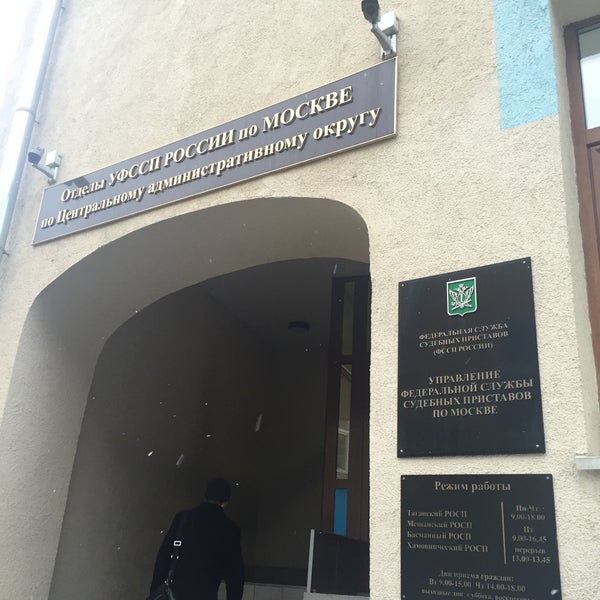 Отделы УФССП РОССИИ по МОСКВЕ
по Центральному административному округу
ФЕДЕРАЛЬНАЯ СЛУЖБА
СУДЕБНЫХ ПРИСТАВОВ
(ФССП РОССИИ)
УПРАВЛЕНИЕ
ФЕДЕРАЛЬНОЙ СЛУЖБЫ
СУДЕБНЫХ ПРИСТАВОВ
ПО МОСКВЕ
Режим работы
Таганский РОСП
Мещанский РОСП
Басманный РОСП
Хамовнический РОСП
Пн-Чт
9.00-18.00
Пт
9.00-16.45
перерыв
13.00-13.45
Дни приема граждан:
Вт 9.00-15.00 Чт 14.00-18.00
выходные дни - суббота, воскресенье